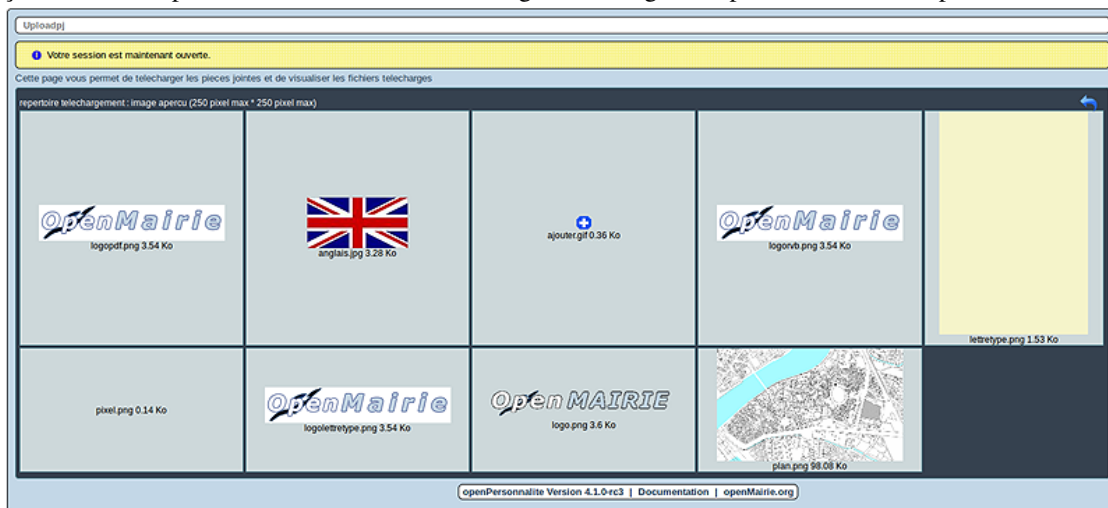 Uploadpj
Votre session est maintenant ouverte.
Cette page vous permet de telecharger les pieces jointes et de visualiser les fichiers telecharges
repertoire telechargement : image apercu (250 pixel max * 250 pixel max)
OpenMairie
logopdf.png 3.54 Ko
anglais.jpg 3.28 Ko
ajouter.gif 0.36 Ko
OpenMairie
logorvb.png 3.54 Ko
lettretype.png 1.53 Ko
pixel.png 0.14 Ko
OpenMairie
logolettretype.png 3.54 Ko
Open MAIRIE
logo.png 3.6 Ko
plan.png 98.08 Ko
openPersonnalite Version 4.1.0-rc3 | Documentation | openMairie.org